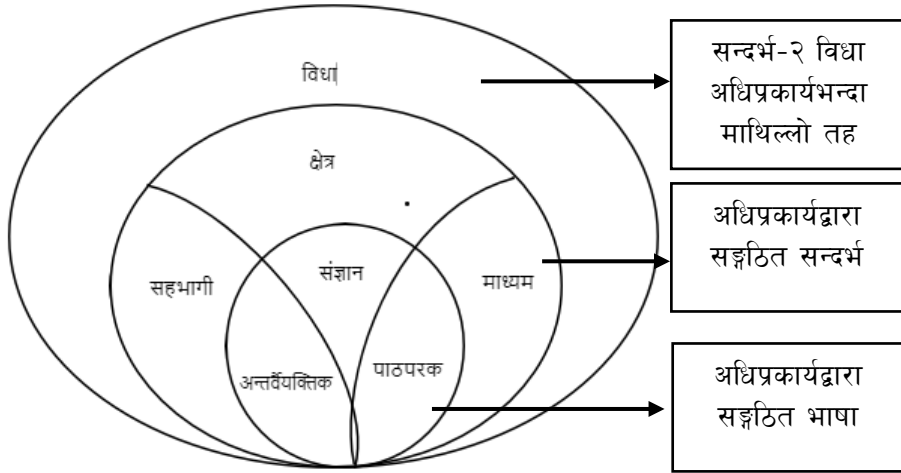 विधा
सन्दर्भ-२ विधा
अधिप्रकार्यभन्दा
माथिल्लो तह
क्षेत्र
अधिप्रकार्यद्वारा
सङ्गठित सन्दर्भ
सहभागी
संज्ञान
माध्यम
अन्तर्वैयक्तिक
पाठपरक
अधिप्रकार्यद्वारा
सङ्गठित भाषा